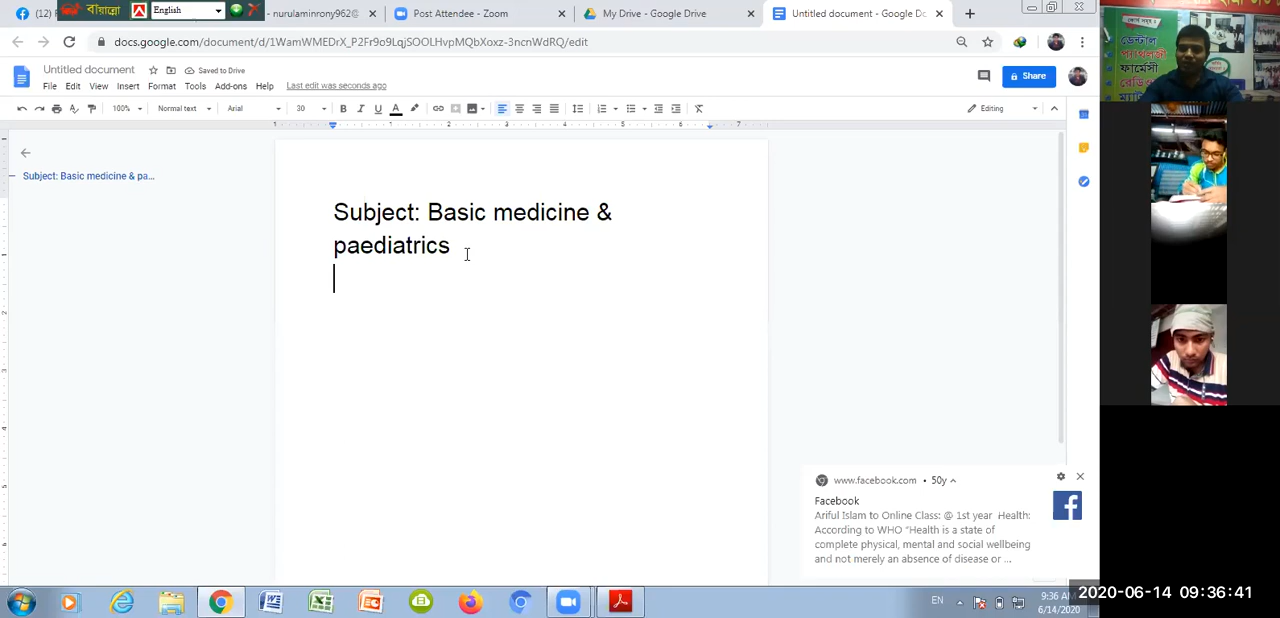 (12)
বায়ান্নো
English
- nurulaminrony962@
Post Attendee - Zoom
My Drive - Google Drive
Untitled document - Google Do
docs.google.com/document/d/1WamWMEDrX_P2Fr9o9LqjSOD
/edit
Untitled document
Saved to Drive
File Edit View Insert Format Tools Add-ons Help
Last edit was seconds ago
Share
100% Normal text Arial 30
B I U A
Editing
Subject: Basic medicine & pa...
Subject: Basic medicine &
paediatrics
www.facebook.com • 50y
Facebook
Ariful Islam to Online Class: @ 1st year Health:
According to WHO "Health is a state of
complete physical, mental and social wellbeing
and not merely an absence of disease or ...
ডেন্টাল
প্যাথলজী
ফার্মেসী
EN
9:36 AM
6/14/2020
2020-06-14 09:36:41